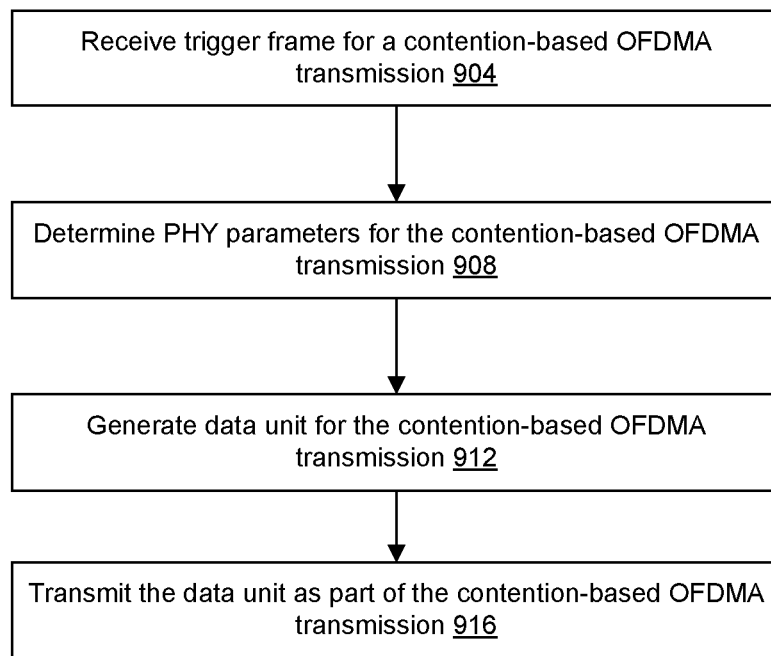 Receive trigger frame for a contention-based OFDMA
transmission 904
Determine PHY parameters for the contention-based OFDMA
transmission 908
Generate data unit for the contention-based OFDMA
transmission 912
Transmit the data unit as part of the contention-based OFDMA
transmission 916